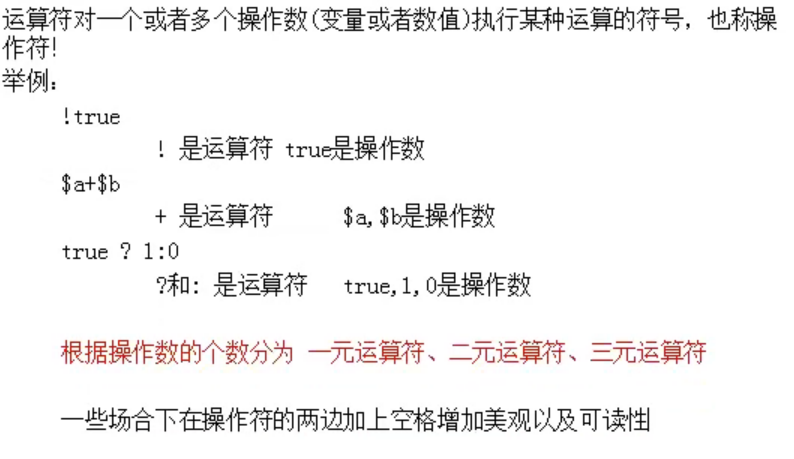 运算符对一个或者多个操作数(变量或者数值)执行某种运算的符号，也称操
作符!
举例：
!true
! 是运算符 true是操作数
$a+$b
+ 是运算符 $a,$b是操作数
true ? 1:0
?和: 是运算符 true,1,0是操作数
根据操作数的个数分为 一元运算符、二元运算符、三元运算符
一些场合下在操作符的两边加上空格增加美观以及可读性